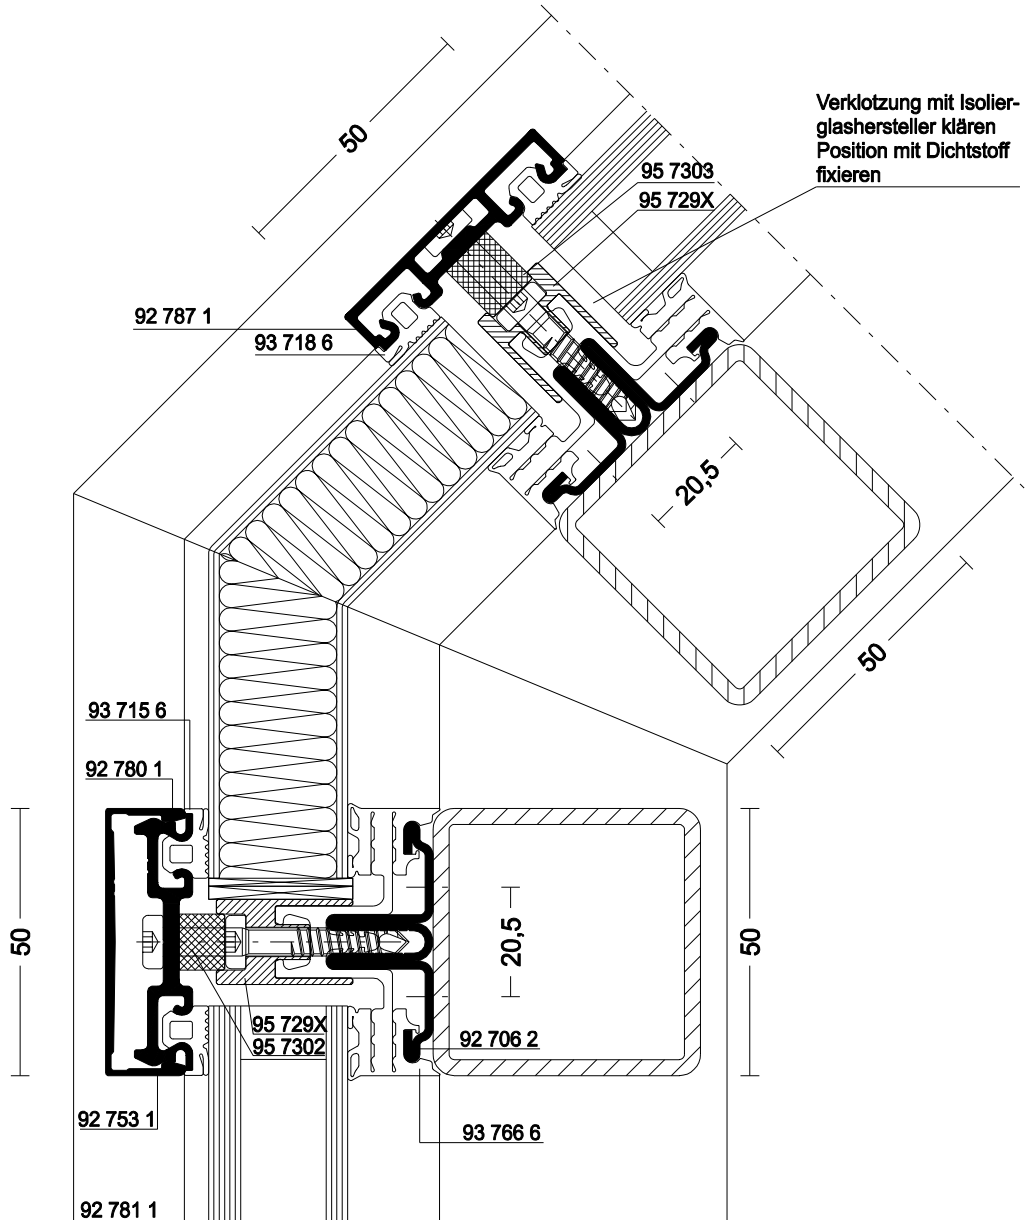 50
Verklotzung mit Isolier-
glashersteller klären
Position mit Dichtstoff
fixieren
95 7303
95 729X
92 787 1
93 718 6
20,5
50
93 715 6
92 780 1
50
20,5
50
95 729X
95 7302
92 706 2
92 753 1
93 766 6
92 781 1